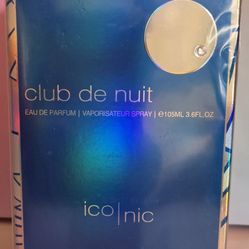 club de nuit
EAU DE PARFUM | VAPORISATEUR SPRAY | ℮105ML 3.6FL.OZ
ico|nic